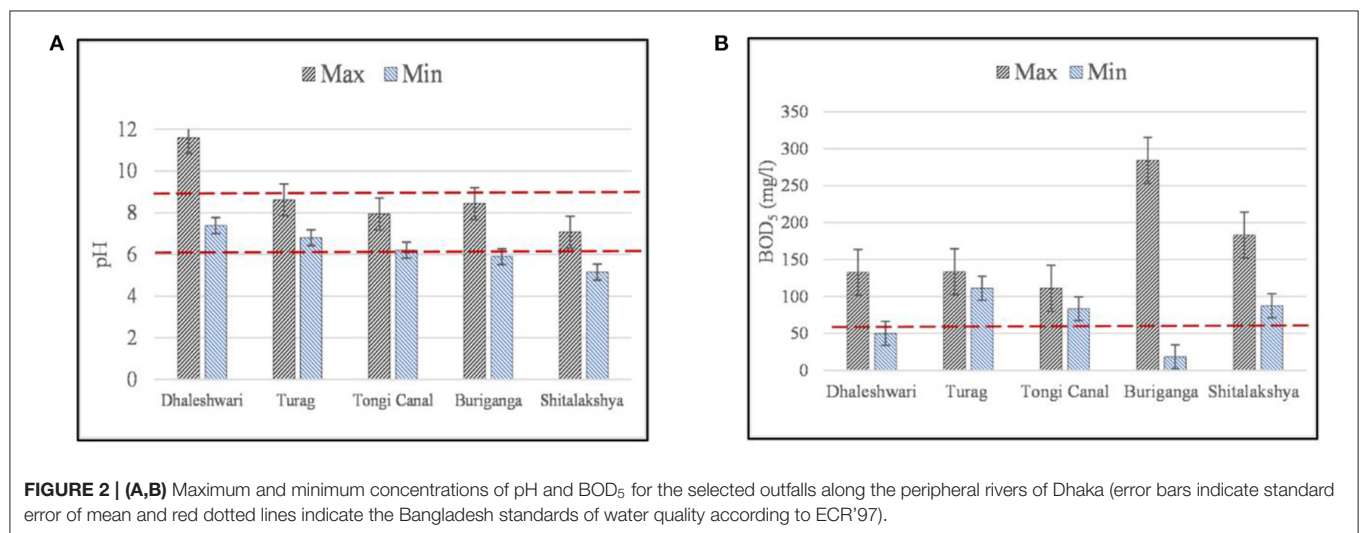 A
Max Min
12
10
8
6
4
2
0
pH
Dhaleshwari Turag Tongi Canal Buriganga Shitalakshya
B
Max Min
350
300
250
200
150
100
50
0
BOD₅ (mg/l)
Dhaleshwari Turag Tongi Canal Buriganga Shitalakshya
FIGURE 2 | (A,B) Maximum and minimum concentrations of pH and BOD₅ for the selected outfalls along the peripheral rivers of Dhaka (error bars indicate standard
error of mean and red dotted lines indicate the Bangladesh standards of water quality according to ECR'97).